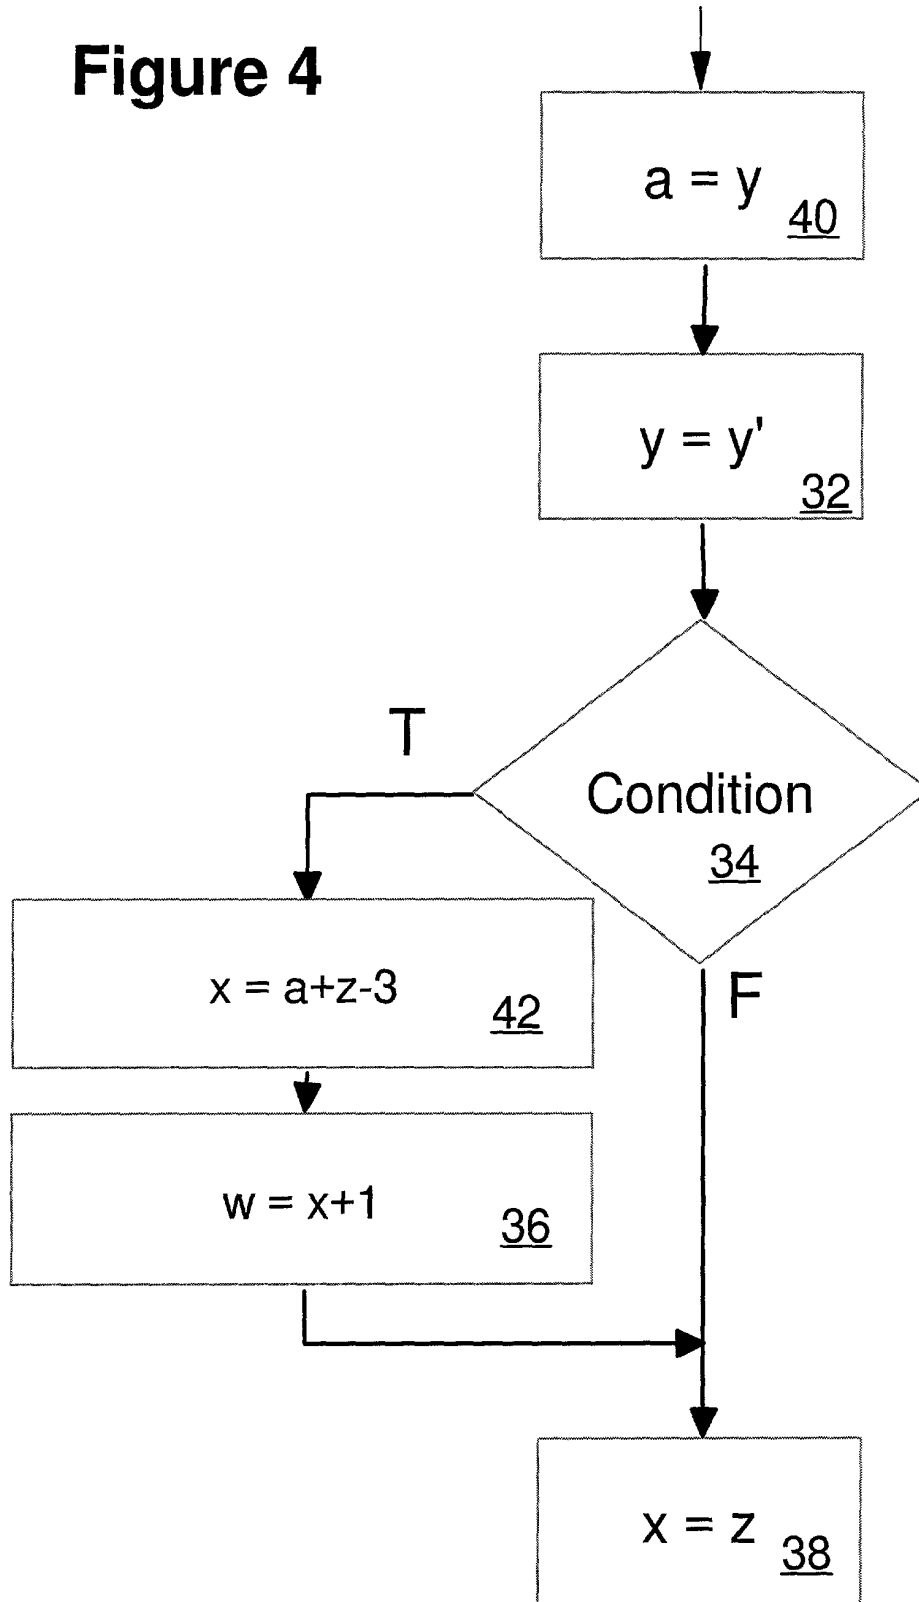 Figure 4
a = y
40
y = y'
32
T
Condition
34
F
x = a+z-3
42
w = x+1
36
x = z
38